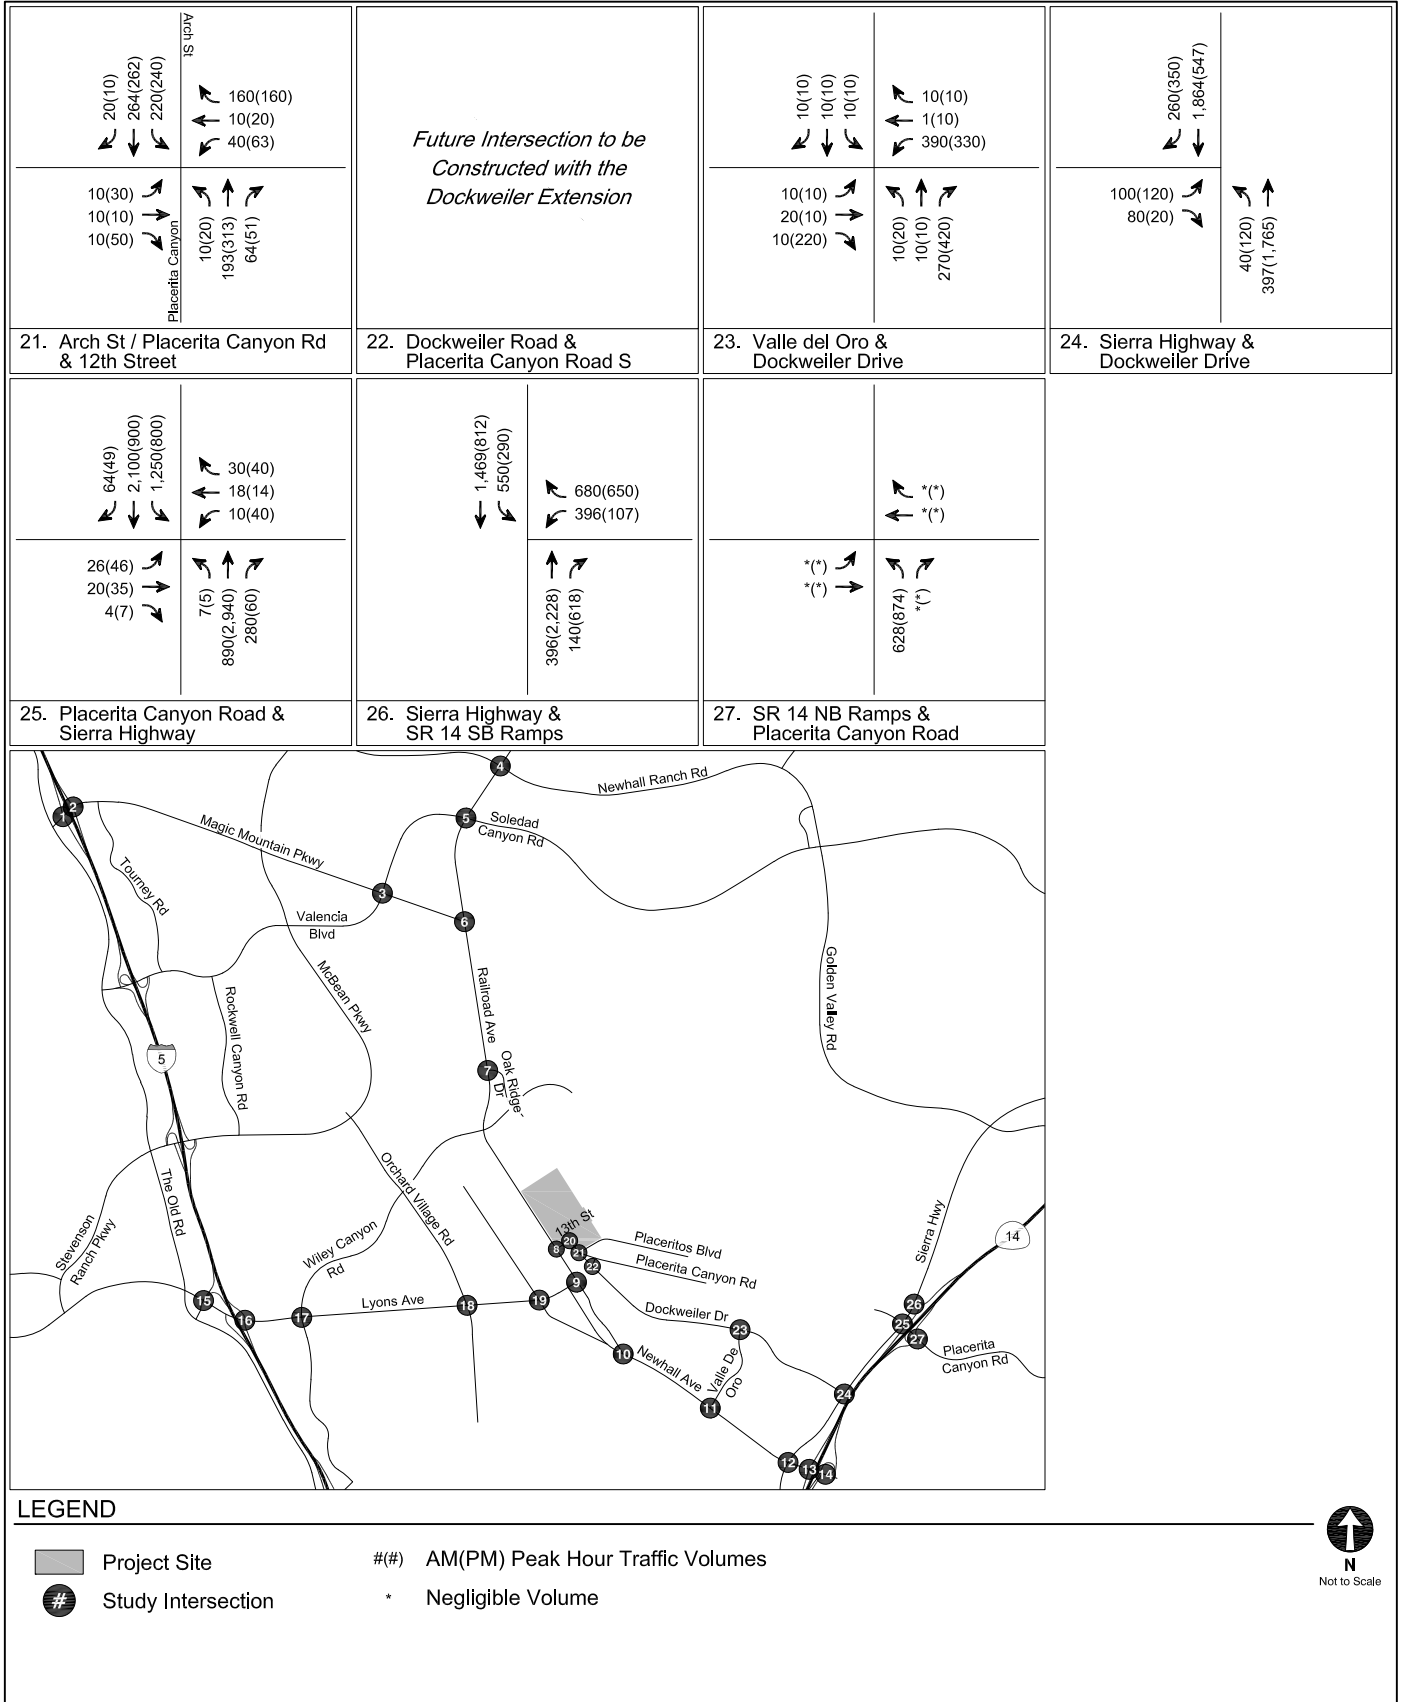 Arch St
20(10)
264(262)
220(240)
160(160)
10(20)
40(63)
10(30)
10(10)
10(50)
Placerita Canyon
10(20)
193(313)
64(51)
21. Arch St / Placerita Canyon Rd
& 12th Street
Future Intersection to be
Constructed with the
Dockweiler Extension
22. Dockweiler Road &
Placerita Canyon Road S
10(10)
10(10)
10(10)
10(10)
1(10)
390(330)
10(10)
20(10)
10(220)
10(20)
10(10)
270(420)
23. Valle del Oro &
Dockweiler Drive
260(350)
1,864(547)
100(120)
80(20)
40(120)
397(1,765)
24. Sierra Highway &
Dockweiler Drive
64(49)
2,100(900)
1,250(800)
30(40)
18(14)
10(40)
26(46)
20(35)
4(7)
7(5)
890(2,940)
280(60)
25. Placerita Canyon Road &
Sierra Highway
1,469(812)
550(290)
680(650)
396(107)
396(2,228)
140(618)
26. Sierra Highway &
SR 14 SB Ramps
*(*)
*(*)
*(*)
*(*)
628(874)
*(*)
27. SR 14 NB Ramps &
Placerita Canyon Road
4
Newhall Ranch Rd
2
1
Magic Mountain Pkwy
5
Soledad
Canyon Rd
Tourney Rd
3
Valencia
Blvd
6
McBean Pkwy
Railroad Ave
Golden Valley Rd
Rockwell Canyon Rd
5
7
Oak Ridge
Dr
The Old Rd
Orchard Village Rd
Stevenson
Ranch Pkwy
Wiley Canyon
Rd
13th St
8
20
21
22
Placeritos Blvd
Placerita Canyon Rd
Sierra Hwy
14
9
15
16
17
Lyons Ave
18
19
Dockweiler Dr
23
26
25
27
Placerita
Canyon Rd
10
Newhall Ave
Valle De
Oro
11
24
12
13
14
LEGEND
Project Site
#(#) AM(PM) Peak Hour Traffic Volumes
# Study Intersection
* Negligible Volume
N
Not to Scale